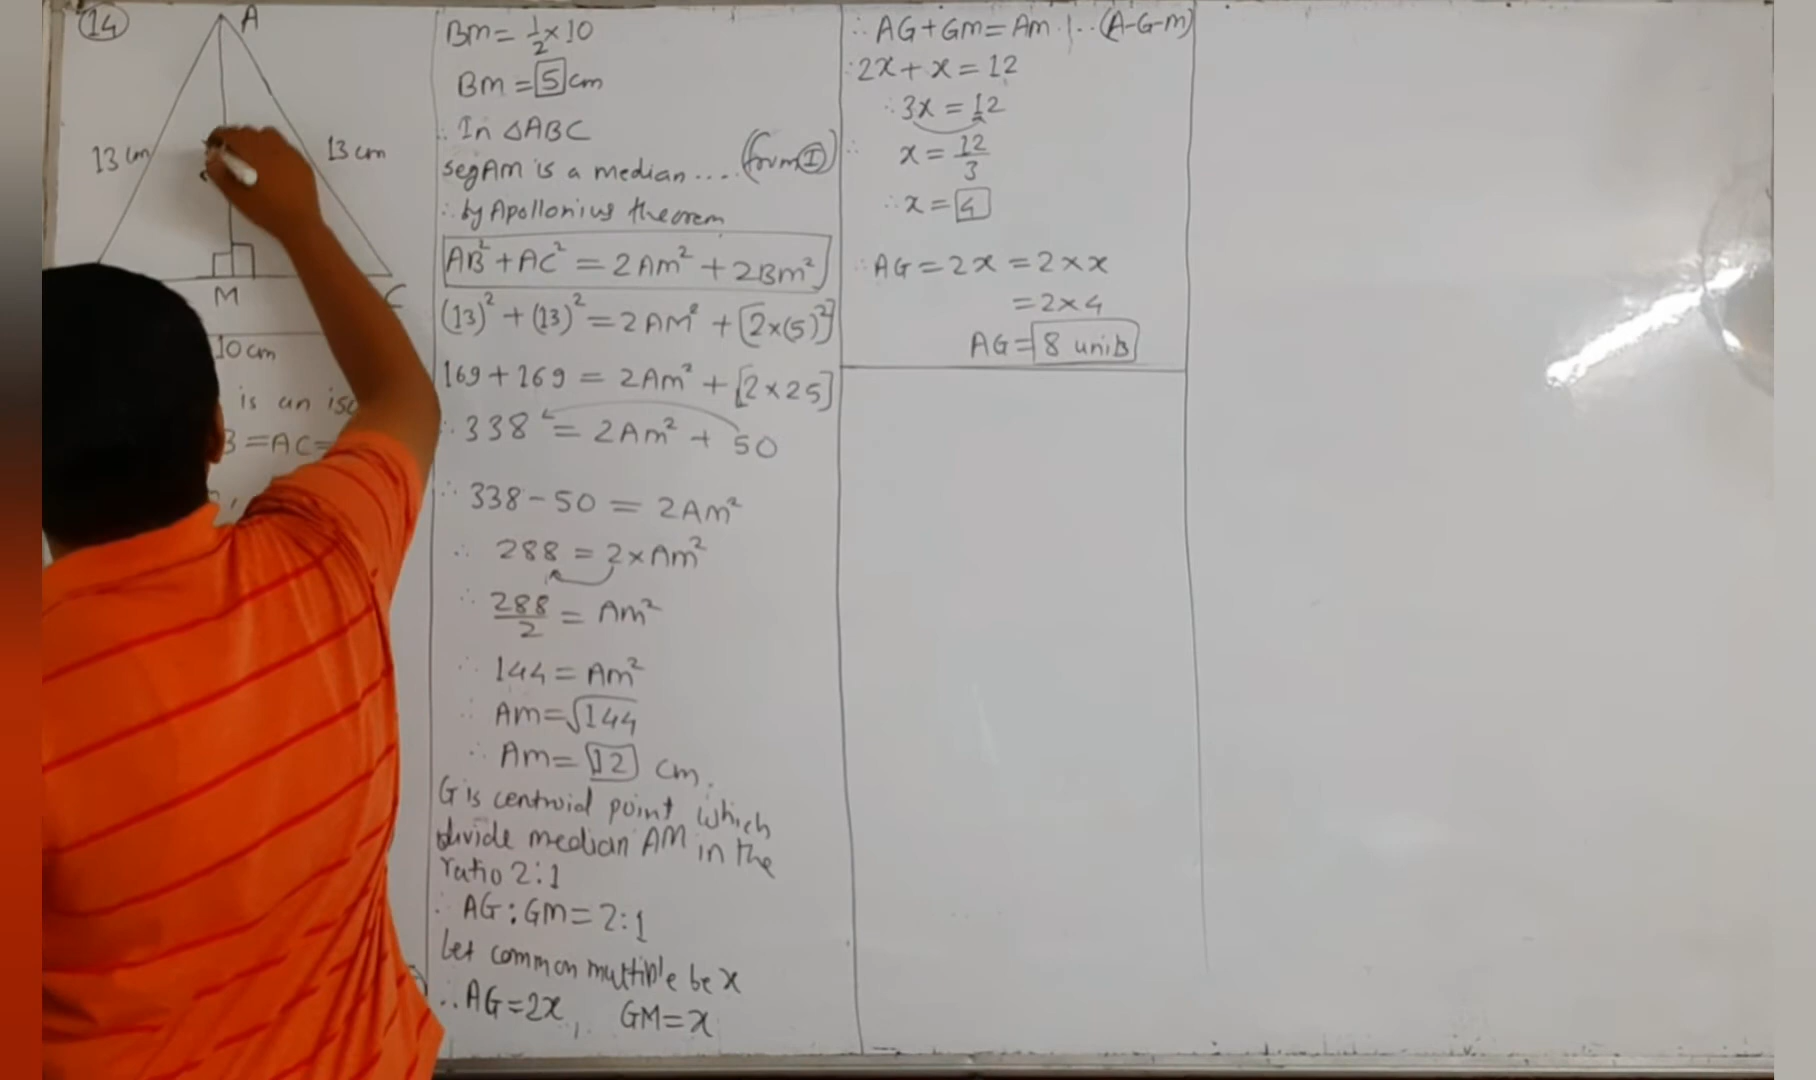 14
A
13 cm
13 cm
M
C
10 cm
is an iso
B = AC =
Bm = 1/2 × 10
Bm = 5 cm
∴ In △ABC
seg AM is a median .... (from I)
∴ by Apollonius theorem
AB² + AC² = 2Am² + 2Bm²
(13)² + (13)² = 2AM² + [2×(5)²]
169 + 169 = 2Am² + [2×25]
∴ 338 = 2Am² + 50
∴ 338 - 50 = 2Am²
∴ 288 = 2×Am²
∴ 288/2 = Am²
∴ 144 = Am²
∴ Am = √144
∴ Am = 12 cm.
G is centroid point which
divide median AM in the
ratio 2:1
∴ AG : GM = 2:1
Let common multiple be x
∴ AG = 2x, GM = x
∴ AG + GM = Am ... (A-G-M)
∴ 2x + x = 12
∴ 3x = 12
∴ x = 12/3
∴ x = 4
∴ AG = 2x = 2 × x
= 2 × 4
AG = 8 units